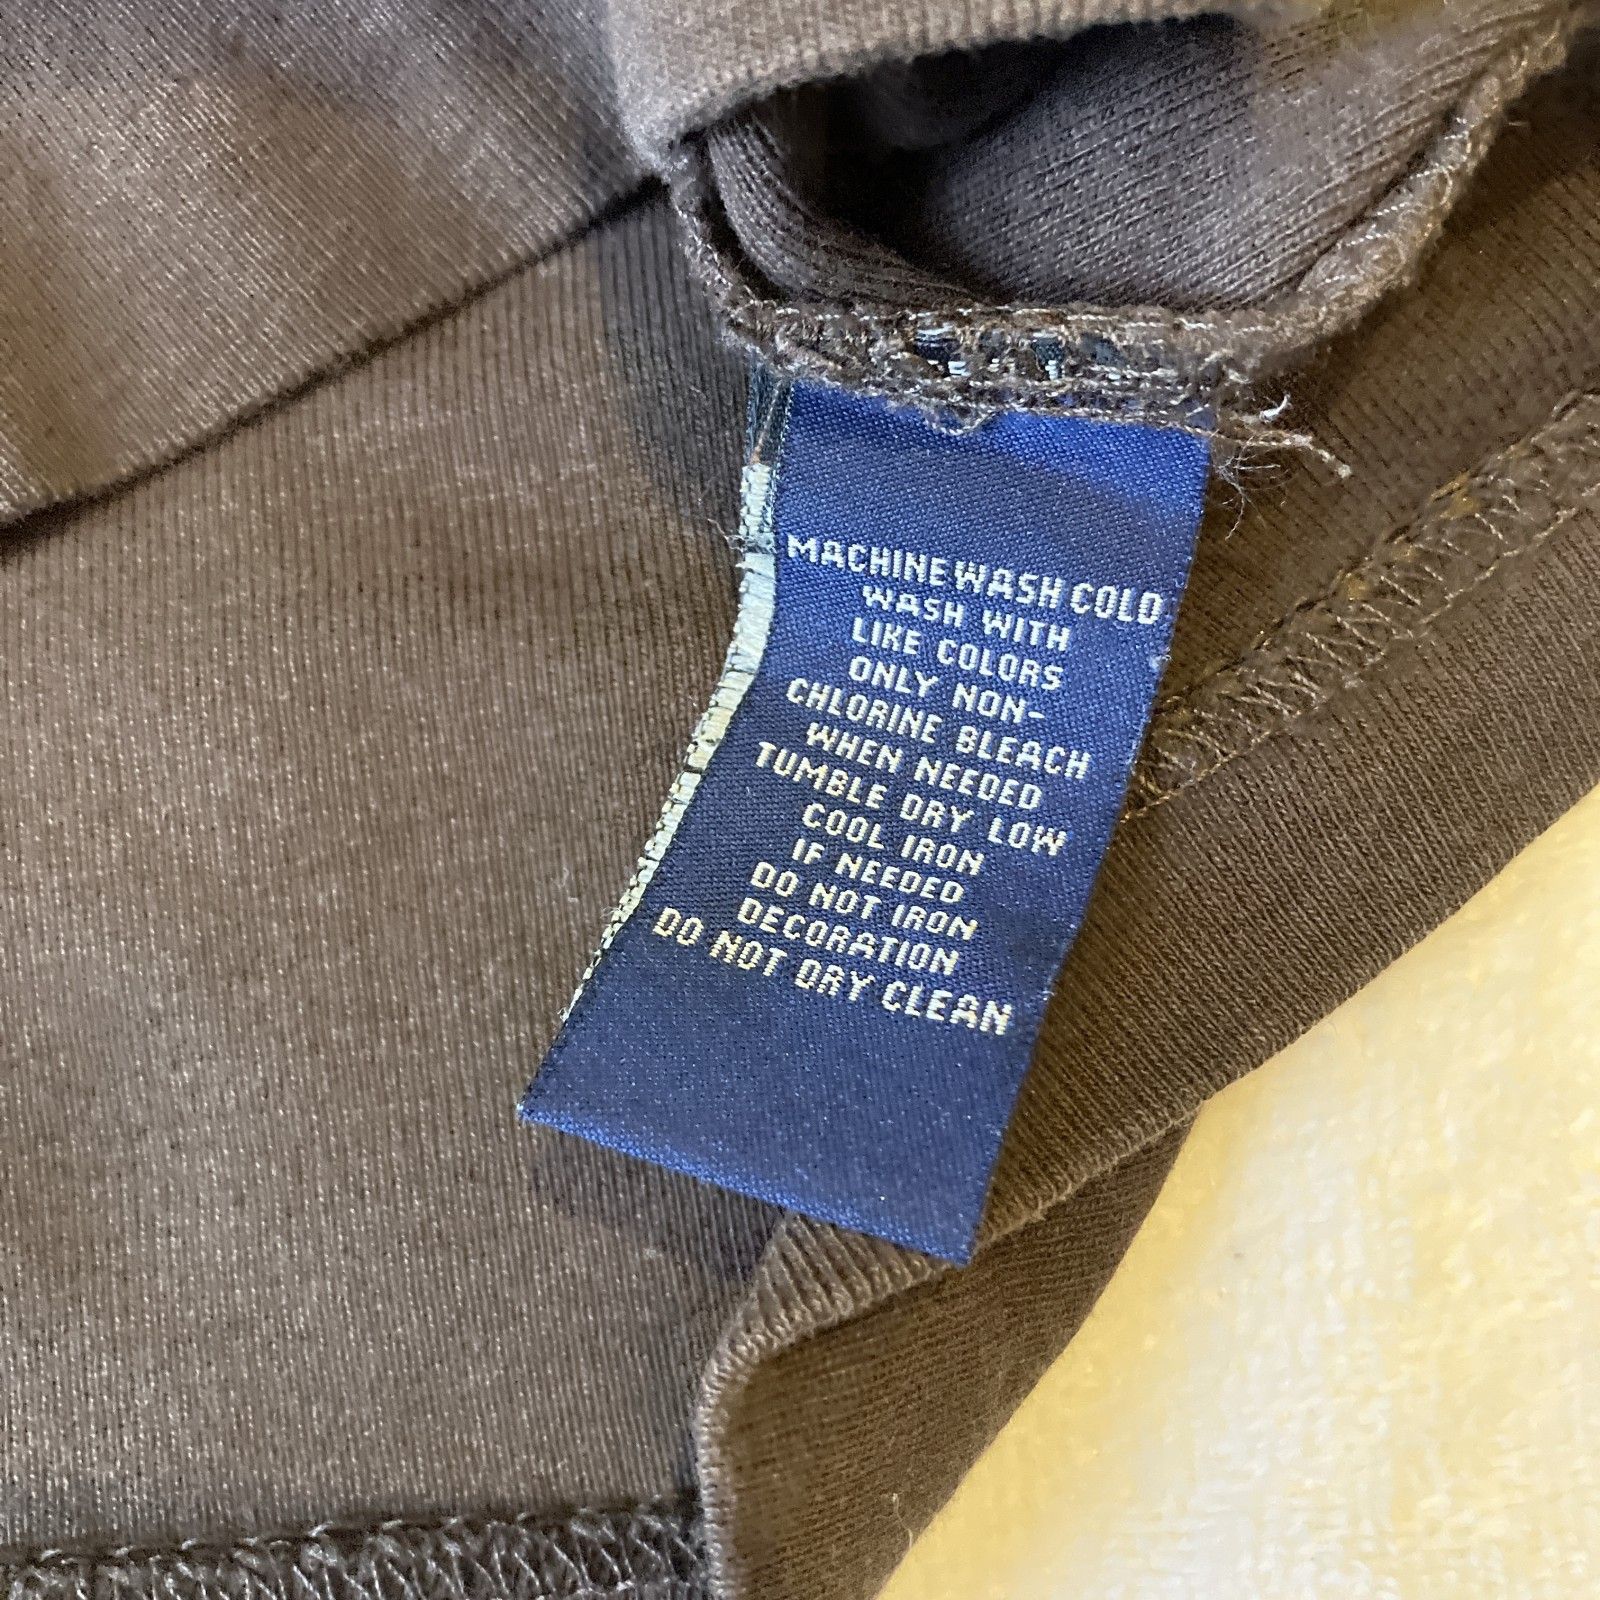 MACHINE WASH COLD
WASH WITH
LIKE COLORS
ONLY NON-
CHLORINE BLEACH
WHEN NEEDED
TUMBLE DRY LOW
COOL IRON
IF NEEDED
DO NOT IRON
DECORATION
DO NOT DRY CLEAN